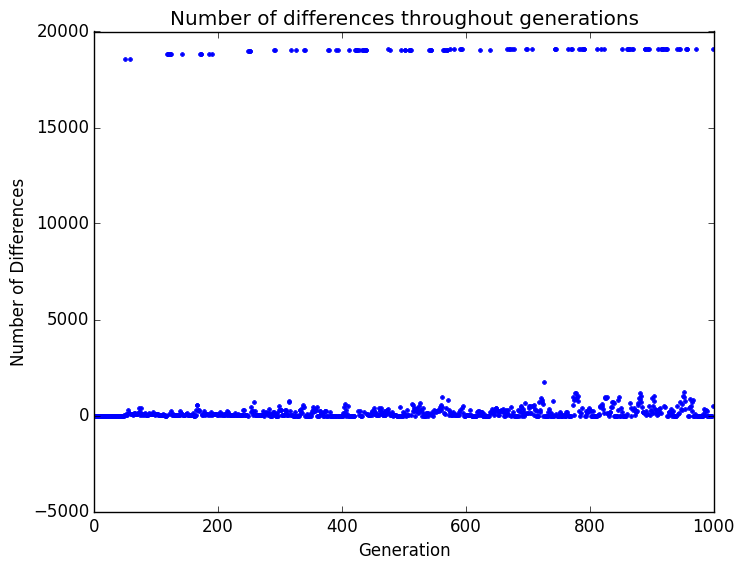 Number of differences throughout generations
20000
15000
10000
5000
0
−5000
Number of Differences
0 200 400 600 800 1000
Generation